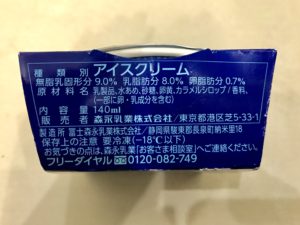 種類別 アイスクリーム
無脂乳固形分 9.0% 乳脂肪分 8.0% 卵脂肪分 0.7%
原材料名 乳製品、水あめ、砂糖、卵黄、カラメルシロップ/香料、
(一部に卵・乳成分を含む)
内容量 140ml
販売者 森永乳業株式会社/東京都港区芝5-33-1
製造所 冨士森永乳業株式会社/静岡県駿東郡長泉町納米里18
保存上の注意 要冷凍(-18℃以下)
お気づきの点は、森永乳業「お客さま相談室」へご連絡ください。
フリーダイヤル 0120-082-749